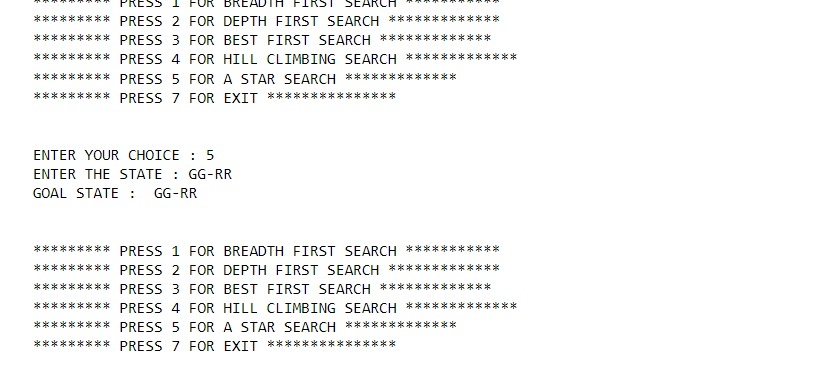 ********* PRESS 1 FOR BREADTH FIRST SEARCH ***********
********* PRESS 2 FOR DEPTH FIRST SEARCH *************
********* PRESS 3 FOR BEST FIRST SEARCH *************
********* PRESS 4 FOR HILL CLIMBING SEARCH *************
********* PRESS 5 FOR A STAR SEARCH *************
********* PRESS 7 FOR EXIT ***************
ENTER YOUR CHOICE : 5
ENTER THE STATE : GG-RR
GOAL STATE :  GG-RR
********* PRESS 1 FOR BREADTH FIRST SEARCH ***********
********* PRESS 2 FOR DEPTH FIRST SEARCH *************
********* PRESS 3 FOR BEST FIRST SEARCH *************
********* PRESS 4 FOR HILL CLIMBING SEARCH *************
********* PRESS 5 FOR A STAR SEARCH *************
********* PRESS 7 FOR EXIT ***************